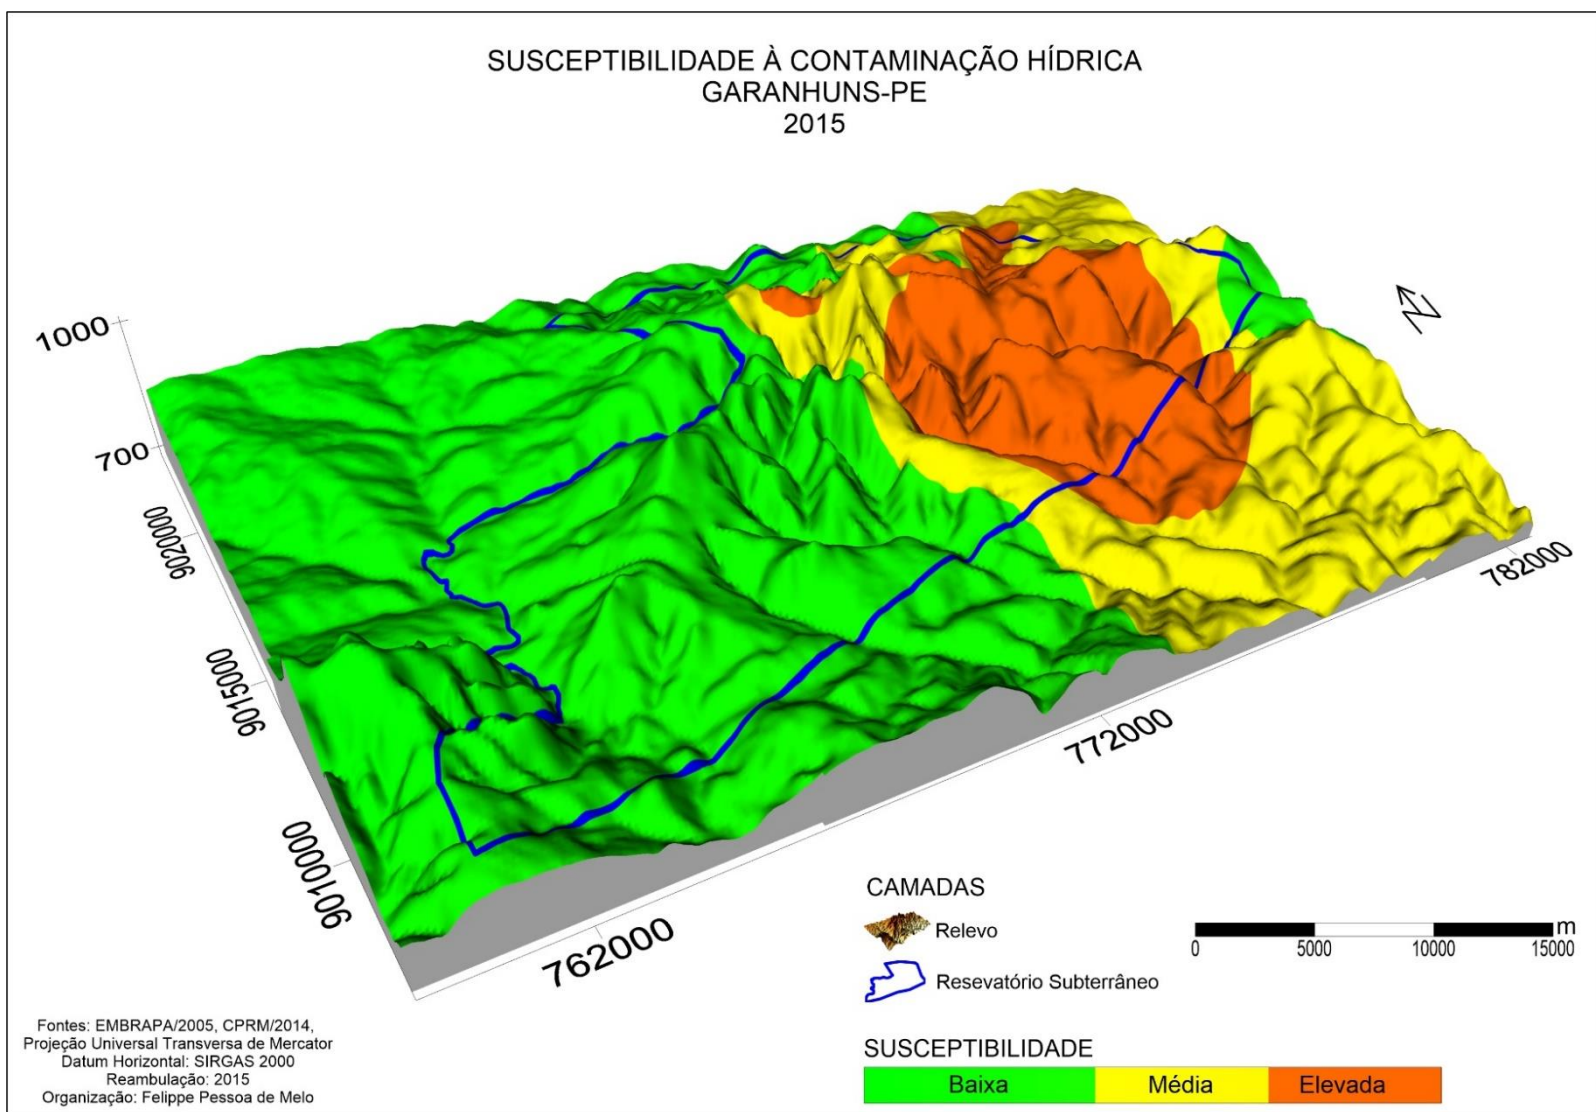 SUSCEPTIBILIDADE À CONTAMINAÇÃO HÍDRICA
GARANHUNS-PE
2015
1000
700
9020000
9015000
9010000
762000
772000
782000
N
CAMADAS
Relevo
Resevatório Subterrâneo
m
0 5000 10000 15000
SUSCEPTIBILIDADE
Baixa Média Elevada
Fontes: EMBRAPA/2005, CPRM/2014,
Projeção Universal Transversa de Mercator
Datum Horizontal: SIRGAS 2000
Reambulação: 2015
Organização: Felippe Pessoa de Melo